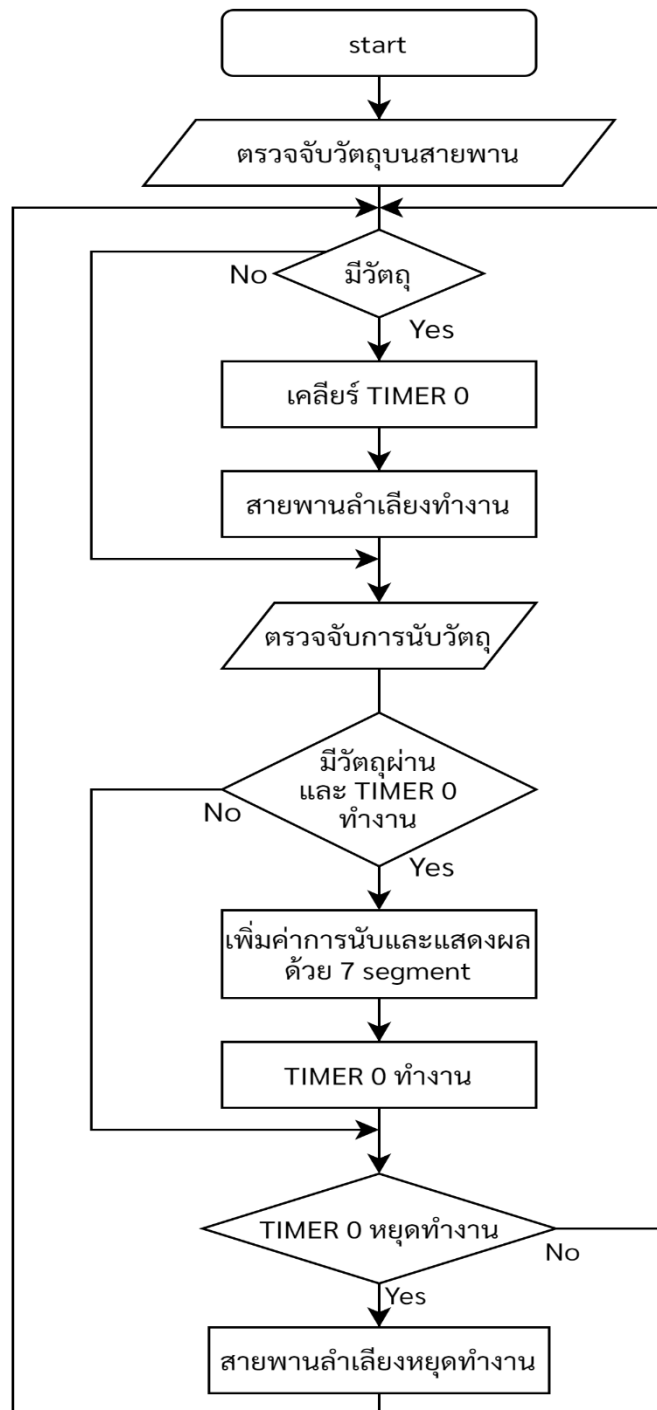 start
ตรวจจับวัตถุบนสายพาน
มีวัตถุ
No
Yes
เคลียร์ TIMER 0
สายพานลำเลียงทำงาน
ตรวจจับการนับวัตถุ
มีวัตถุผ่าน
และ TIMER 0
ทำงาน
No
Yes
เพิ่มค่าการนับและแสดงผล
ด้วย 7 segment
TIMER 0 ทำงาน
TIMER 0 หยุดทำงาน
No
Yes
สายพานลำเลียงหยุดทำงาน